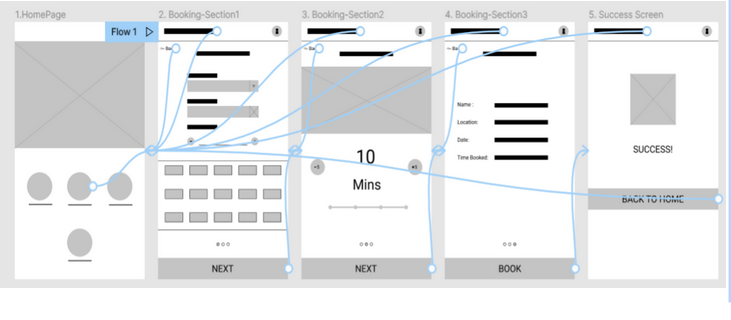 1.HomePage
Flow 1
2. Booking-Section1
3. Booking-Section2
4. Booking-Section3
5. Success Screen
NEXT
-5
10
+5
Mins
NEXT
Name :
Location:
Date:
Time Booked:
BOOK
SUCCESS!
BACK TO HOME